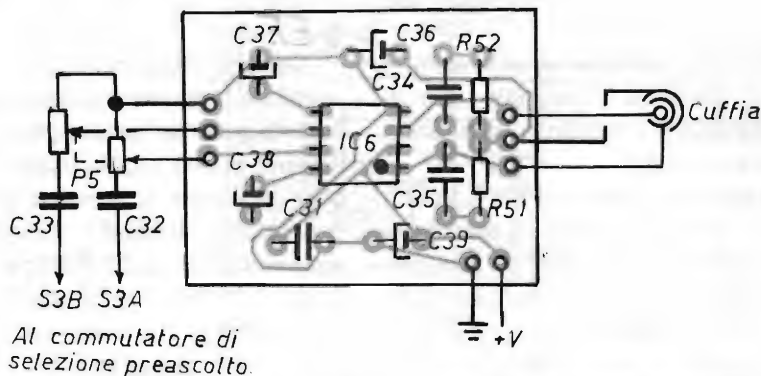 C37
C36
R52
C34
Cuffia
IC6
P5
C38
C35
C33
C32
C31
C39
R51
S3B
S3A
+V
Al commutatore di
selezione preascolto.